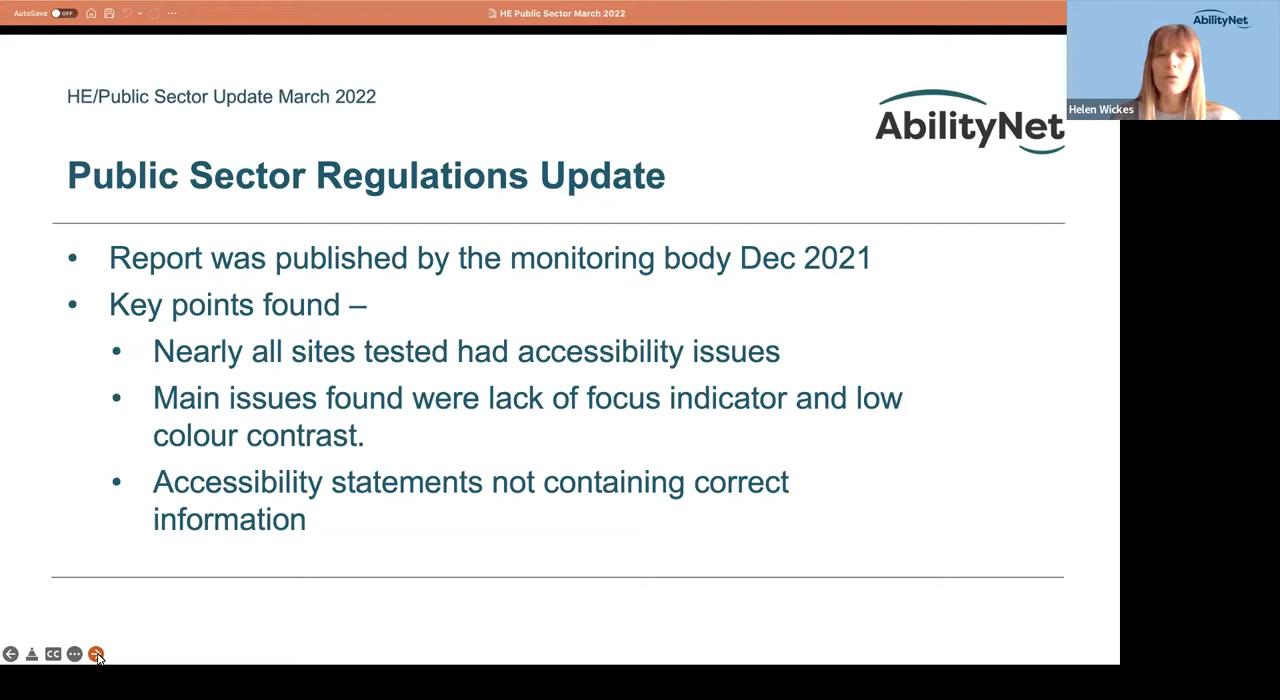 AutoSave OFF
HE Public Sector March 2022
AbilityNet
Helen Wickes
HE/Public Sector Update March 2022
AbilityNet
Public Sector Regulations Update
• Report was published by the monitoring body Dec 2021
• Key points found –
• Nearly all sites tested had accessibility issues
• Main issues found were lack of focus indicator and low
colour contrast.
• Accessibility statements not containing correct
information
CC